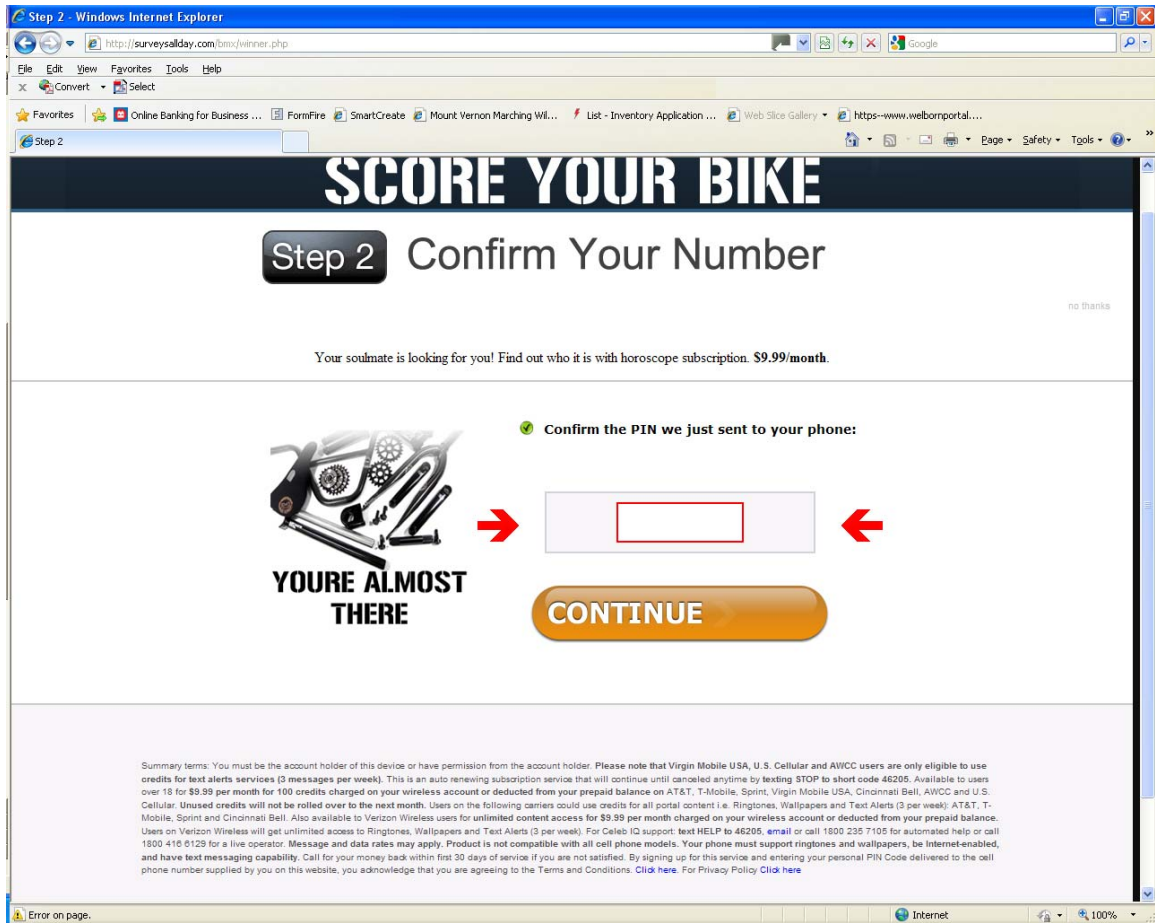 Step 2 - Windows Internet Explorer
http://surveysallday.com/bmx/winner.php
Google
File Edit View Favorites Tools Help
x Convert Select
Favorites Online Banking for Business ... FormFire SmartCreate Mount Vernon Marching Wil... List - Inventory Application ... Web Slice Gallery https--www.welbornportal....
Step 2
Page Safety Tools »
SCORE YOUR BIKE
Step 2 Confirm Your Number
no thanks
Your soulmate is looking for you! Find out who it is with horoscope subscription. $9.99/month.
Confirm the PIN we just sent to your phone:
YOURE ALMOST
THERE
CONTINUE
Summary terms: You must be the account holder of this device or have permission from the account holder. Please note that Virgin Mobile USA, U.S. Cellular and AWCC users are only eligible to use
credits for text alerts services (3 messages per week). This is an auto renewing subscription service that will continue until canceled anytime by texting STOP to short code 46205. Available to users
over 18 for $9.99 per month for 100 credits charged on your wireless account or deducted from your prepaid balance on AT&T, T-Mobile, Sprint, Virgin Mobile USA, Cincinnati Bell, AWCC and U.S.
Cellular. Unused credits will not be rolled over to the next month. Users on the following carriers could use credits for all portal content i.e. Ringtones, Wallpapers and Text Alerts (3 per week): AT&T, T-
Mobile, Sprint and Cincinnati Bell. Also available to Verizon Wireless users for unlimited content access for $9.99 per month charged on your wireless account or deducted from your prepaid balance.
Users on Verizon Wireless will get unlimited access to Ringtones, Wallpapers and Text Alerts (3 per week). For Celeb IQ support: text HELP to 46205, email or call 1800 235 7105 for automated help or call
1800 416 6129 for a live operator. Message and data rates may apply. Product is not compatible with all cell phone models. Your phone must support ringtones and wallpapers, be Internet-enabled,
and have text messaging capability. Call for your money back within first 30 days of service if you are not satisfied. By signing up for this service and entering your personal PIN Code delivered to the cell
phone number supplied by you on this website, you acknowledge that you are agreeing to the Terms and Conditions. Click here. For Privacy Policy Click here
Error on page. Internet 100%